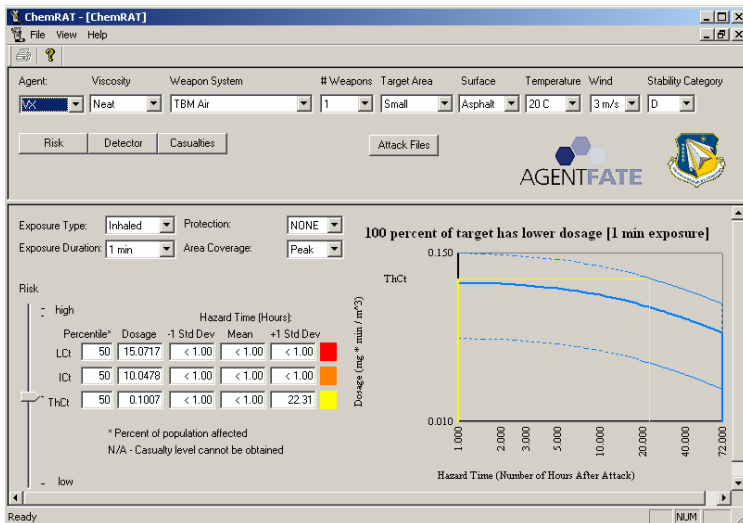 ChemRAT - [ChemRAT]
File View Help
Agent: Viscosity Weapon System # Weapons Target Area Surface Temperature Wind Stability Category
VX Neat TBM Air 1 Small Asphalt 20 C 3 m/s D
Risk Detector Casualties Attack Files
AGENTFATE
Exposure Type: Inhaled Protection: NONE
Exposure Duration: 1 min Area Coverage: Peak
Risk
high
Hazard Time (Hours):
Percentile* Dosage -1 Std Dev Mean +1 Std Dev
LCt 50 15.0717 < 1.00 < 1.00 < 1.00
ICt 50 10.0478 < 1.00 < 1.00 < 1.00
ThCt 50 0.1007 < 1.00 < 1.00 22.31
* Percent of population affected
N/A - Casualty level cannot be obtained
low
100 percent of target has lower dosage [1 min exposure]
0.150
ThCt
Dosage (mg * min / m^3)
0.010
1.000 2.000 3.000 5.000 10.000 20.000 40.000 72.000
Hazard Time (Number of Hours After Attack)
Ready NUM